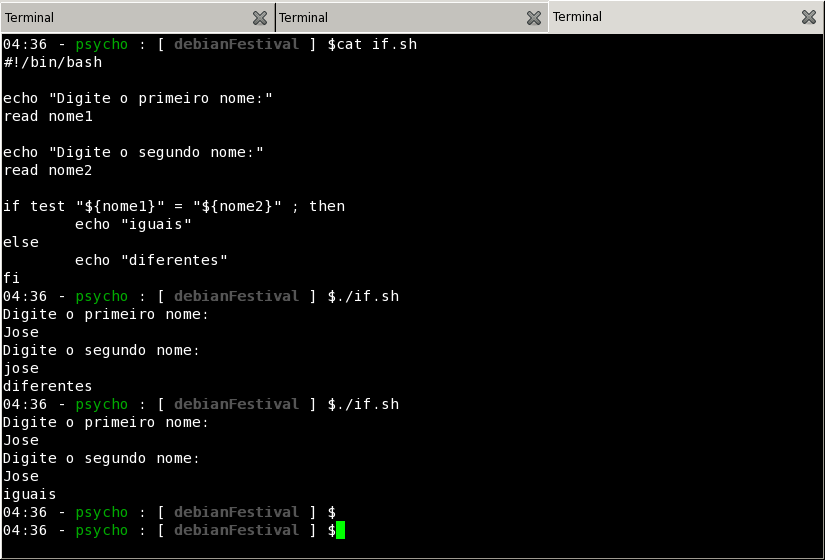 Terminal Terminal Terminal
04:36 - psycho : [ debianFestival ] $cat if.sh
#!/bin/bash

echo "Digite o primeiro nome:"
read nome1

echo "Digite o segundo nome:"
read nome2

if test "${nome1}" = "${nome2}" ; then
        echo "iguais"
else
        echo "diferentes"
fi
04:36 - psycho : [ debianFestival ] $./if.sh
Digite o primeiro nome:
Jose
Digite o segundo nome:
jose
diferentes
04:36 - psycho : [ debianFestival ] $./if.sh
Digite o primeiro nome:
Jose
Digite o segundo nome:
Jose
iguais
04:36 - psycho : [ debianFestival ] $
04:36 - psycho : [ debianFestival ] $